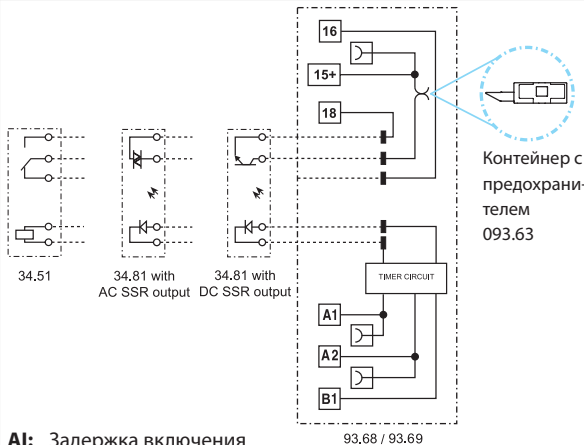 16
15+
18
Контейнер с
предохрани-
телем
093.63
34.51
34.81 with
AC SSR output
34.81 with
DC SSR output
TIMER CIRCUIT
A1
A2
B1
93.68 / 93.69
AI: Задержка включения